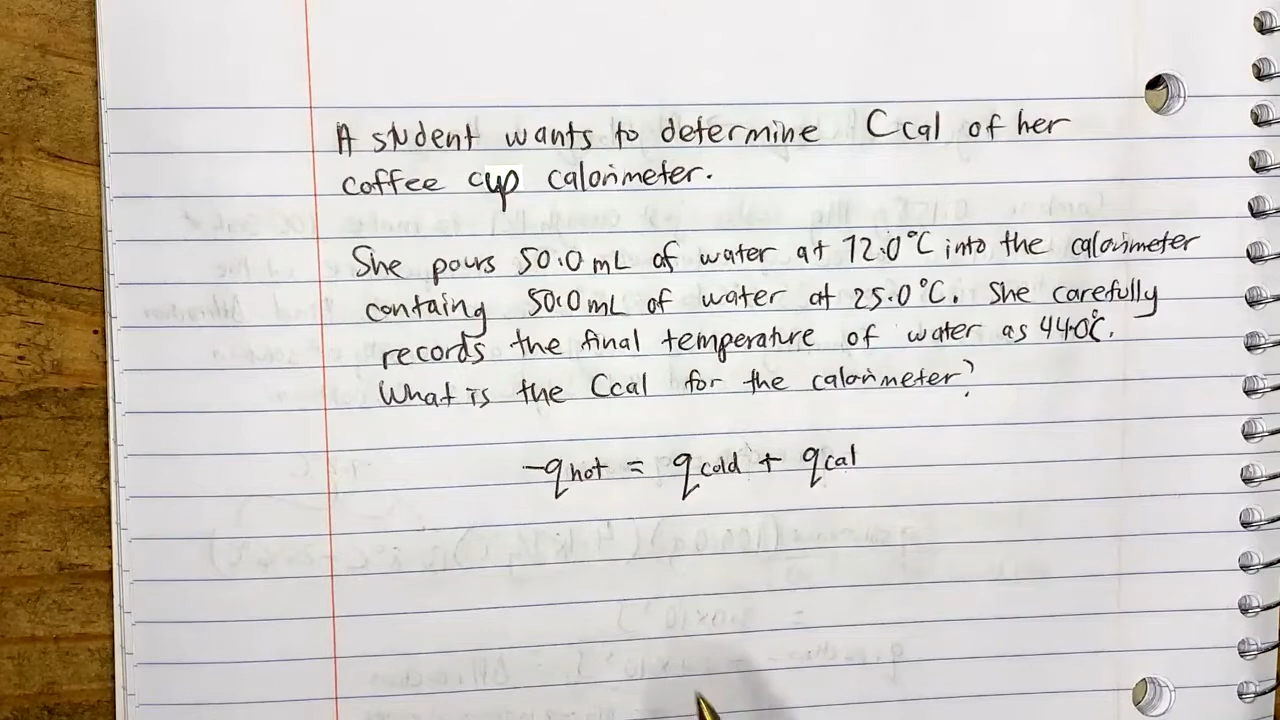 A student wants to determine Ccal of her
coffee cup calorimeter.
She pours 50.0 mL of water at 72.0°C into the calorimeter
containg 50.0 mL of water at 25.0°C. She carefully
records the final temperature of water as 44.0°C.
What is the Ccal for the calorimeter?
-qhot = qcold + qcal